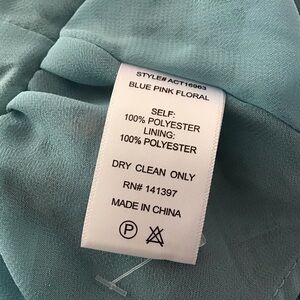 STYLE# ACT16963
BLUE PINK FLORAL
SELF:
100% POLYESTER
LINING:
100% POLYESTER
DRY CLEAN ONLY
RN# 141397
MADE IN CHINA
P